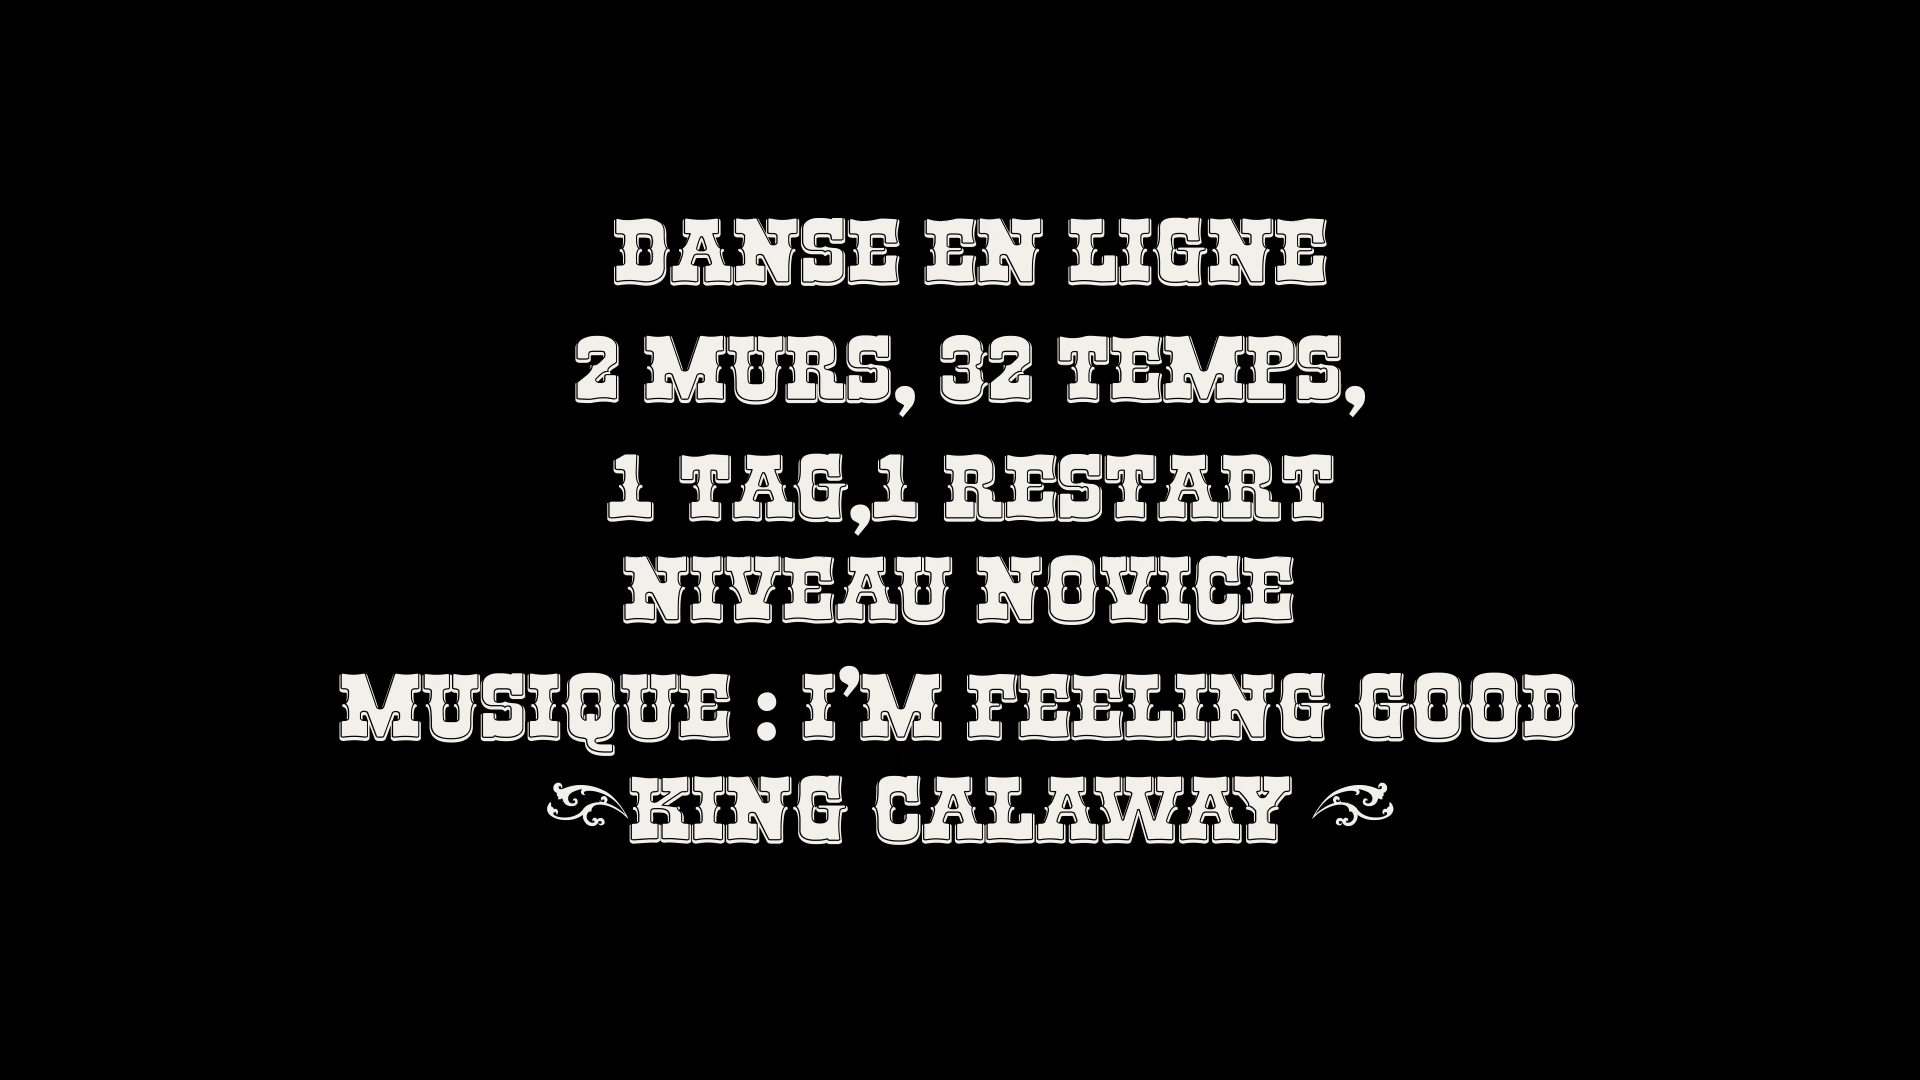 DANSE EN LIGNE
2 MURS, 32 TEMPS,
1 TAG,1 RESTART
NIVEAU NOVICE
MUSIQUE : I’M FEELING GOOD
KING CALAWAY